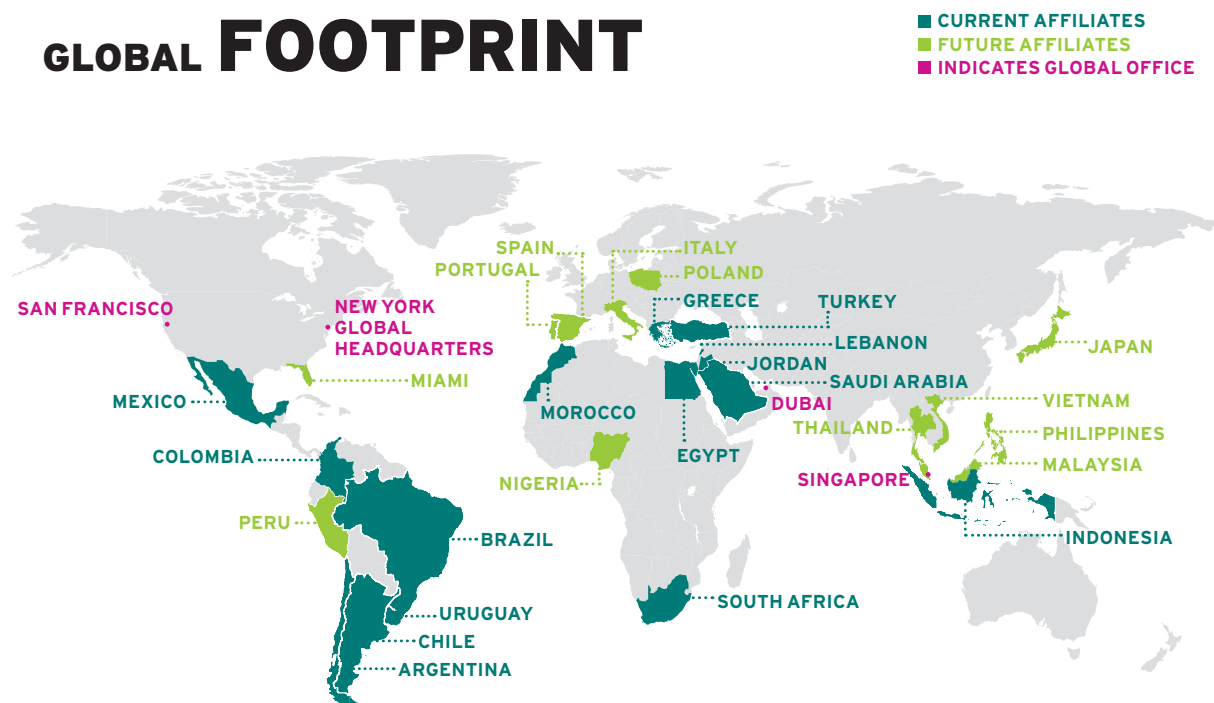 GLOBAL FOOTPRINT
CURRENT AFFILIATES
FUTURE AFFILIATES
INDICATES GLOBAL OFFICE
SPAIN
ITALY
PORTUGAL
POLAND
GREECE
TURKEY
SAN FRANCISCO
NEW YORK
GLOBAL
HEADQUARTERS
LEBANON
JAPAN
JORDAN
MIAMI
SAUDI ARABIA
MEXICO
DUBAI
VIETNAM
MOROCCO
THAILAND
PHILIPPINES
COLOMBIA
EGYPT
MALAYSIA
NIGERIA
SINGAPORE
PERU
BRAZIL
INDONESIA
SOUTH AFRICA
URUGUAY
CHILE
ARGENTINA